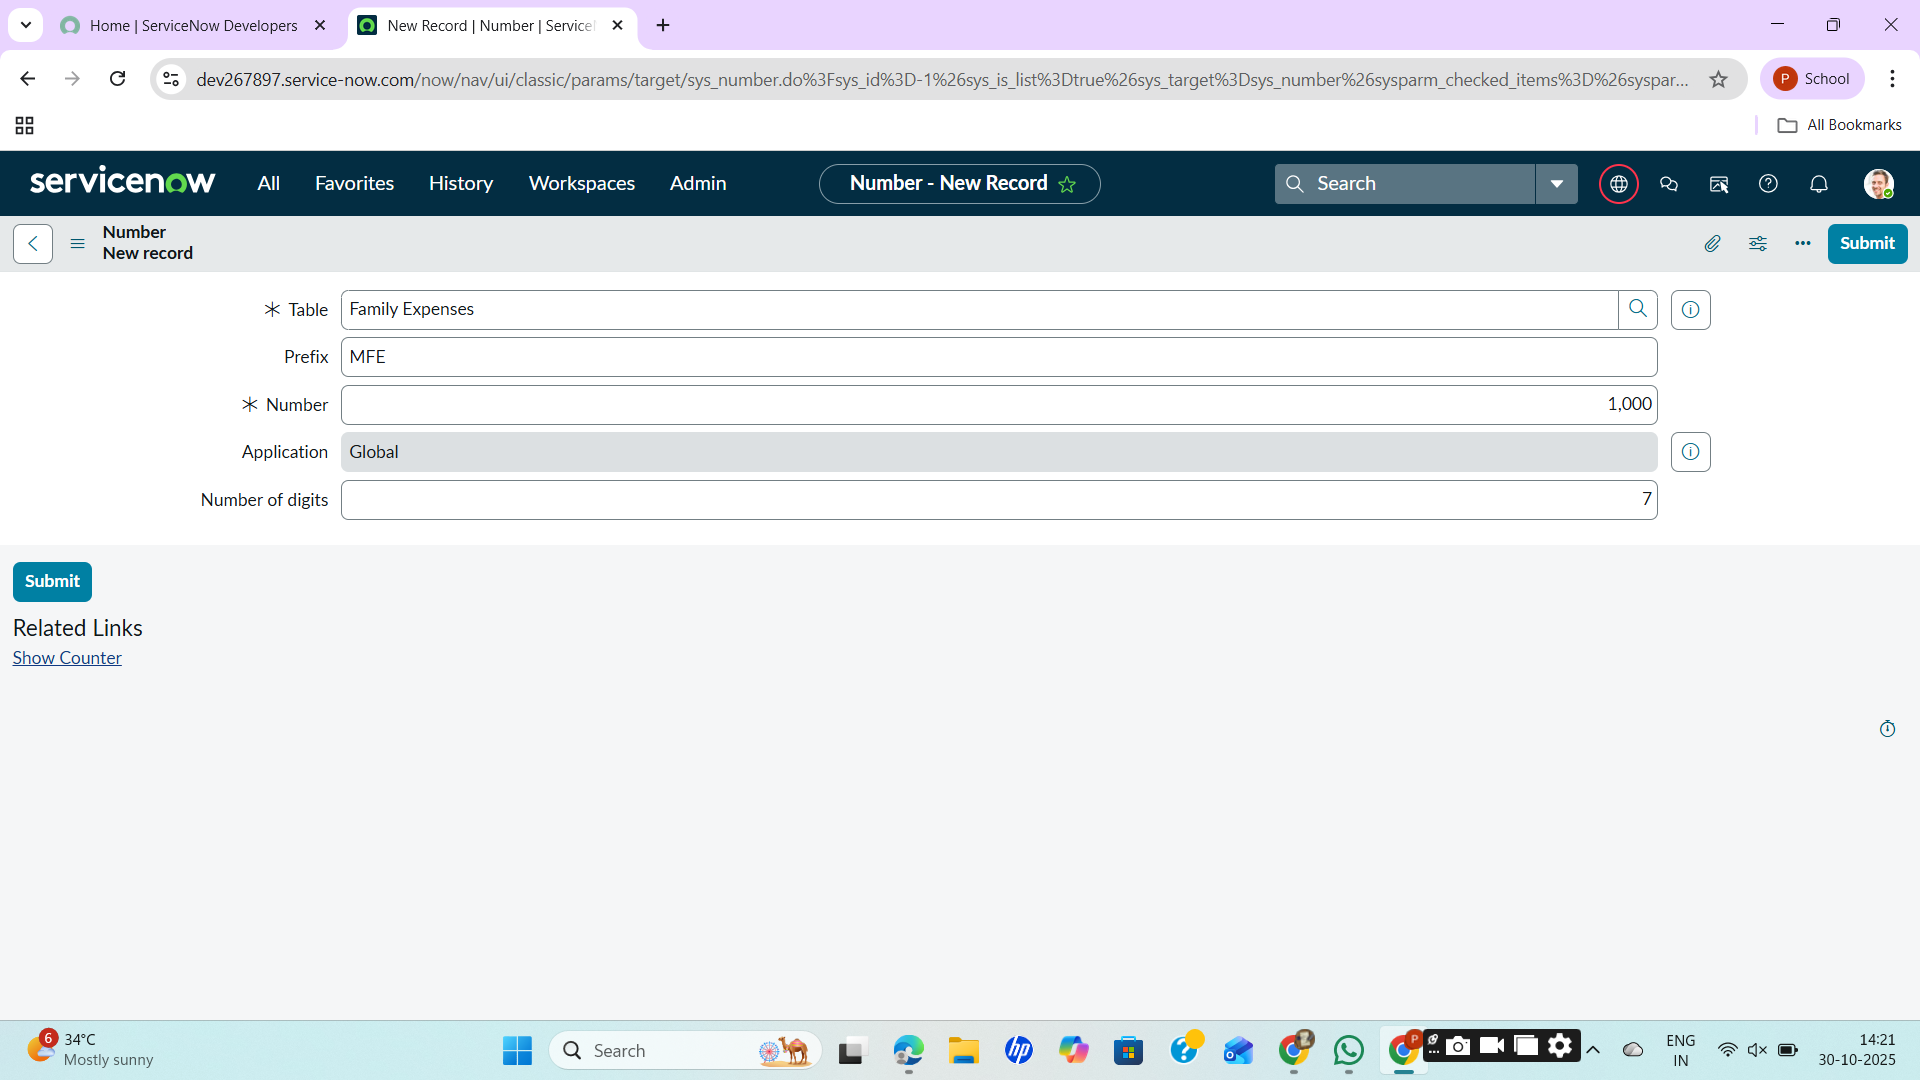 Home | ServiceNow Developers
New Record | Number | Service
dev267897.service-now.com/now/nav/ui/classic/params/target/sys_number.do%3Fsys_id%3D-1%26sys_is_list%3Dtrue%26sys_target%3Dsys_number%26sysparm_checked_items%3D%26syspar...
P School
All Bookmarks
servicenow All Favorites History Workspaces Admin Number - New Record Search
Number
New record
Submit
Table Family Expenses
Prefix MFE
Number 1,000
Application Global
Number of digits 7
Submit
Related Links
Show Counter
6
34°C
Mostly sunny
Search
hp
P
ENG
IN
14:21
30-10-2025